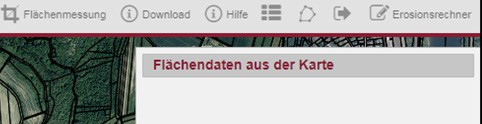 Flächenmessung Download Hilfe Erosionsrechner
Flächendaten aus der Karte